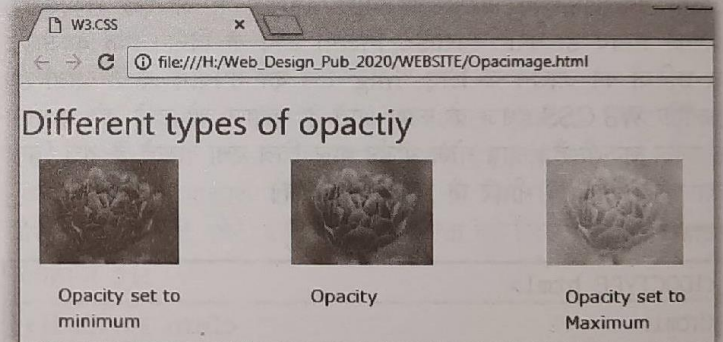 W3.CSS
file:///H:/Web_Design_Pub_2020/WEBSITE/Opacimage.html
Different types of opactiy
Opacity set to
minimum
Opacity
Opacity set to
Maximum